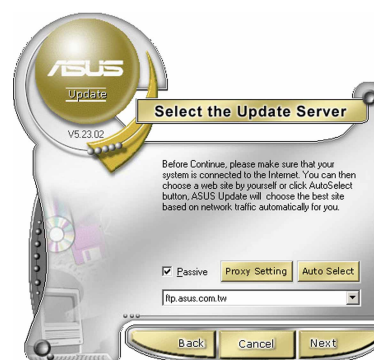 ASUS
Update
V5.23.02
Select the Update Server
Before Continue, please make sure that your
system is connected to the Internet. You can then
choose a web site by yourself or click AutoSelect
button, ASUS Update will choose the best site
based on network traffic automatically for you.
Passive
Proxy Setting
Auto Select
ftp.asus.com.tw
Back
Cancel
Next